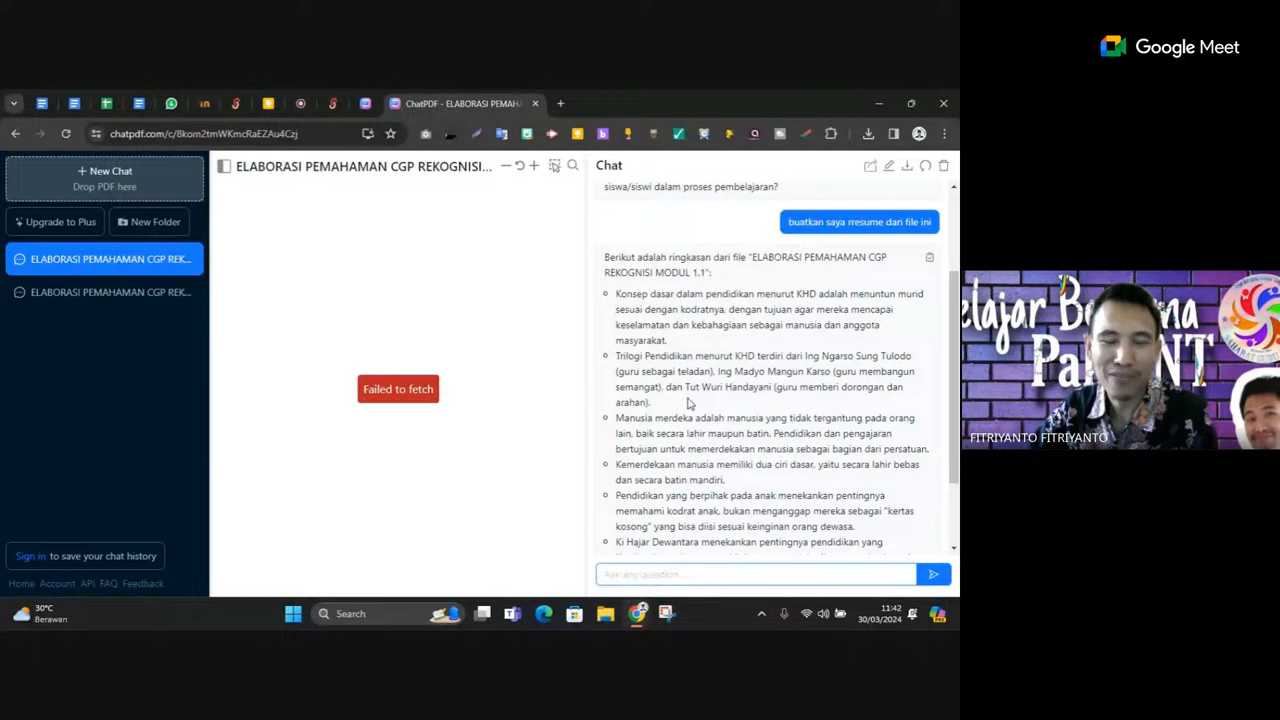 Google Meet
ChatPDF - ELABORASI PEMAHA
chatpdf.com/c/8kom2tmWKmcRaEZAu4Czj
+ New Chat
Drop PDF here
Upgrade to Plus
New Folder
ELABORASI PEMAHAMAN CGP REK...
ELABORASI PEMAHAMAN CGP REK...
Sign in to save your chat history
Home Account API FAQ Feedback
ELABORASI PEMAHAMAN CGP REKOGNISI...
Failed to fetch
Chat
siswa/siswi dalam proses pembelajaran?
buatkan saya rresume dari file ini
Berikut adalah ringkasan dari file "ELABORASI PEMAHAMAN CGP
REKOGNISI MODUL 1.1":
Konsep dasar dalam pendidikan menurut KHD adalah menuntun murid
sesuai dengan kodratnya, dengan tujuan agar mereka mencapai
keselamatan dan kebahagiaan sebagai manusia dan anggota
masyarakat.
Trilogi Pendidikan menurut KHD terdiri dari Ing Ngarso Sung Tulodo
(guru sebagai teladan), Ing Madyo Mangun Karso (guru membangun
semangat), dan Tut Wuri Handayani (guru memberi dorongan dan
arahan).
Manusia merdeka adalah manusia yang tidak tergantung pada orang
lain, baik secara lahir maupun batin. Pendidikan dan pengajaran
bertujuan untuk memerdekakan manusia sebagai bagian dari persatuan.
Kemerdekaan manusia memiliki dua ciri dasar, yaitu secara lahir bebas
dan secara batin mandiri.
Pendidikan yang berpihak pada anak menekankan pentingnya
memahami kodrat anak, bukan menganggap mereka sebagai "kertas
kosong" yang bisa diisi sesuai keinginan orang dewasa.
Ki Hajar Dewantara menekankan pentingnya pendidikan yang
Ask any question...
elajar Be ma
Pa NT
FITRIYANTO FITRIYANTO
30°C
Berawan
Search
11:42
30/03/2024